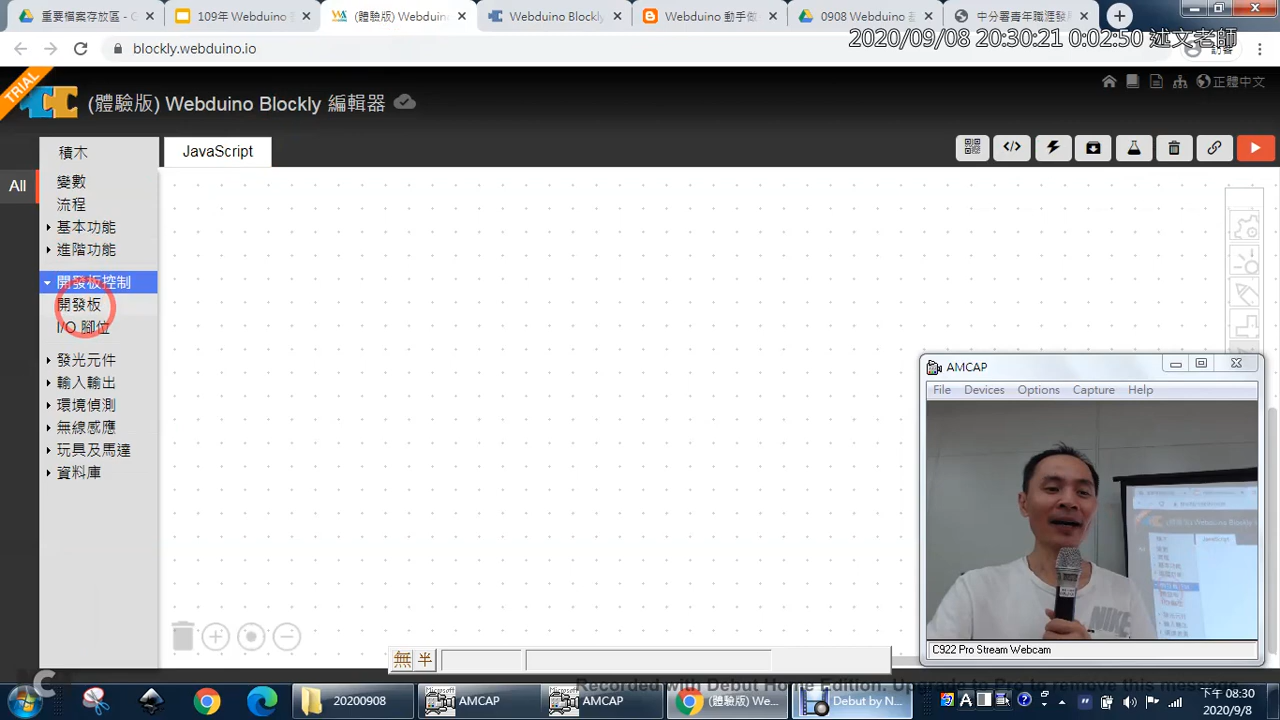 重要檔案存放區 - G
109年 Webduino 
(體驗版) Webduino
Webduino Blockly
Webduino 動手做
0908 Webduino 
中分署青年職涯發展
blockly.webduino.io
訪客
2020/09/08 20:30:21 0:02:50 述文老師
TRIAL
(體驗版) Webduino Blockly 編輯器
正體中文
積木
JavaScript
All
變數
流程
基本功能
進階功能
開發板控制
開發板
I/O 腳位
發光元件
輸入輸出
環境偵測
無線感應
玩具及馬達
資料庫
AMCAP
File Devices Options Capture Help
NIKE
C922 Pro Stream Webcam
無 半
Recorded with Debut Home Edition. Upgrade to Pro to remove this message.
20200908
AMCAP
AMCAP
(體驗版) We...
Debut by N...
下午 08:30
2020/9/8